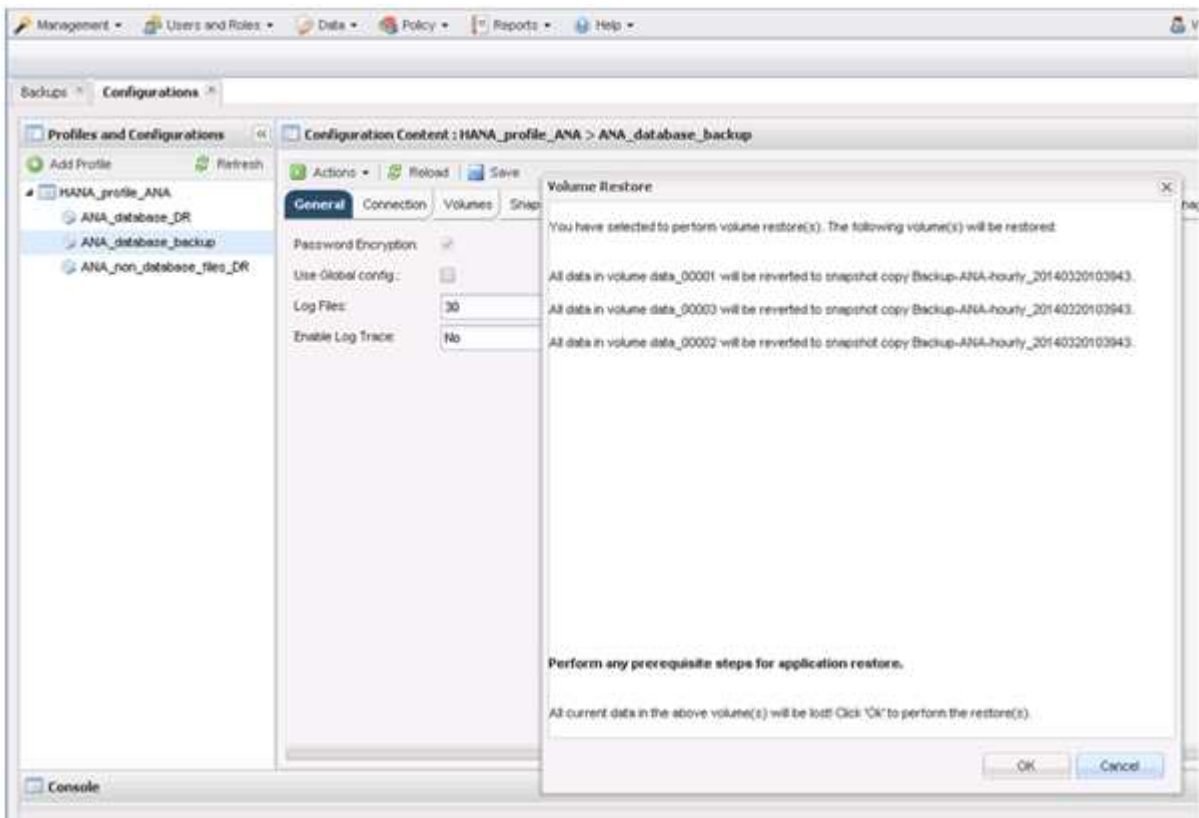 Management Users and Roles Data Policy Reports Help
Backups Configurations
Profiles and Configurations
Add Profile Refresh
HANA_profile_ANA
ANA_database_DR
ANA_database_backup
ANA_non_database_files_DR
Configuration Content : HANA_profile_ANA > ANA_database_backup
Actions Reload Save
General Connection Volumes Snap
Password Encryption:
Use Global config.:
Log Files: 30
Enable Log Trace: No
Volume Restore
You have selected to perform volume restore(s). The following volume(s) will be restored:
All data in volume data_00001 will be reverted to snapshot copy Backup-ANA-hourly_20140320103943.
All data in volume data_00003 will be reverted to snapshot copy Backup-ANA-hourly_20140320103943.
All data in volume data_00002 will be reverted to snapshot copy Backup-ANA-hourly_20140320103943.
Perform any prerequisite steps for application restore.
All current data in the above volume(s) will be lost! Click 'Ok' to perform the restore(s).
OK Cancel
Console